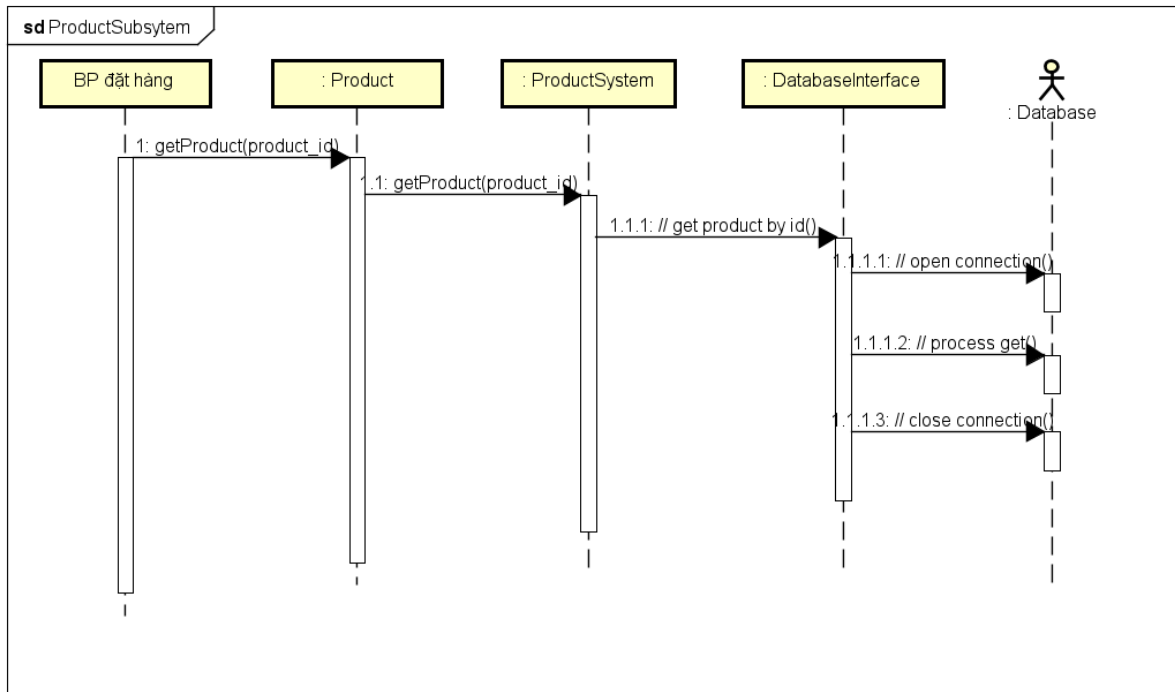 sd ProductSubsytem
BP đặt hàng
: Product
: ProductSystem
: DatabaseInterface
: Database
1: getProduct(product_id)
1.1: getProduct(product_id)
1.1.1: // get product by id()
1.1.1.1: // open connection()
1.1.1.2: // process get()
1.1.1.3: // close connection()